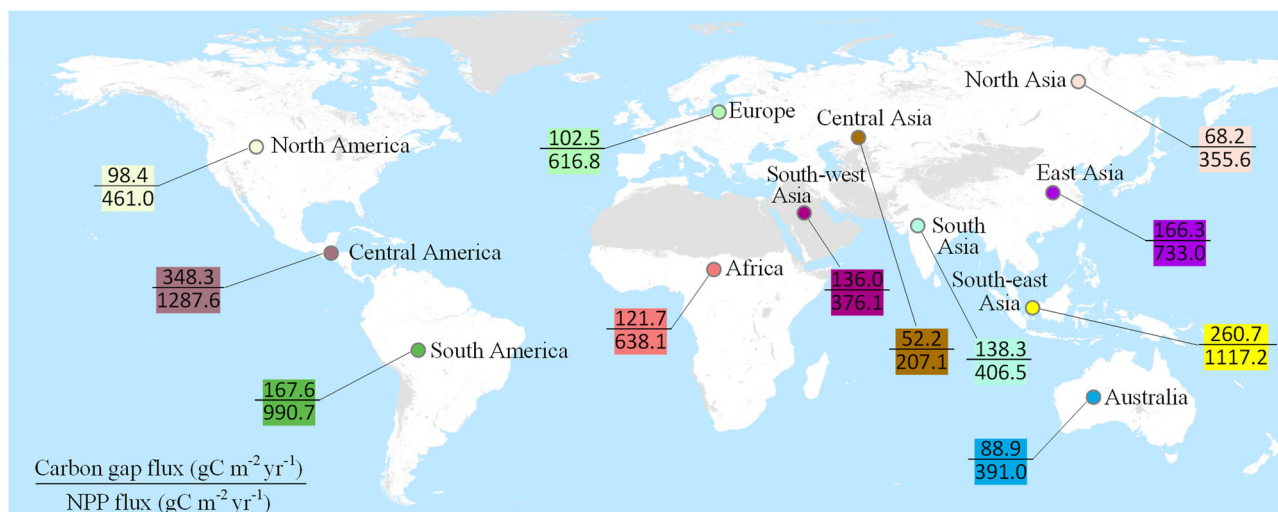 North Asia
Europe
Central Asia
North America
102.5
616.8
68.2
355.6
98.4
461.0
South-west
Asia
East Asia
South
Asia
166.3
733.0
Central America
348.3
1287.6
Africa
136.0
376.1
South-east
Asia
121.7
638.1
52.2
207.1
138.3
406.5
260.7
1117.2
South America
167.6
990.7
Australia
88.9
391.0
Carbon gap flux (gC m⁻² yr⁻¹)
NPP flux (gC m⁻² yr⁻¹)